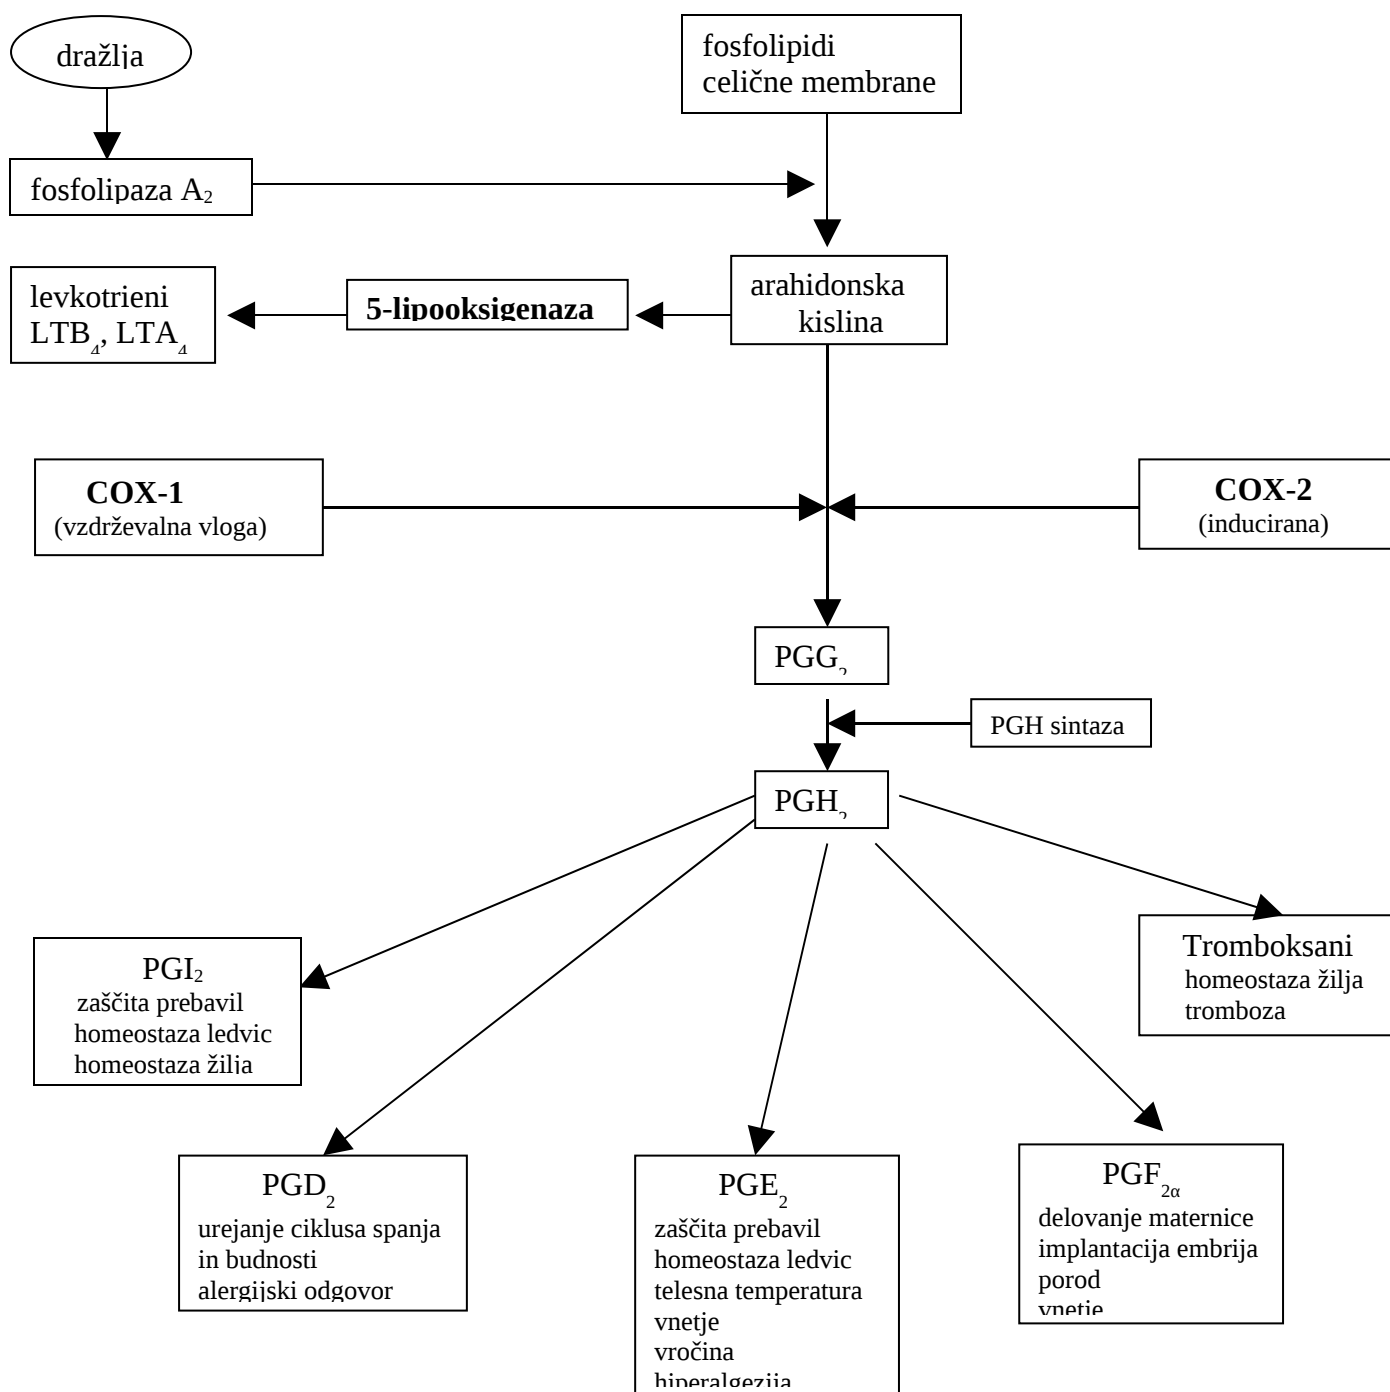 dražlja
fosfolipidi
celične membrane
fosfolipaza A₂
levkotrieni
LTB₄, LTA₄
5-lipooksigenaza
arahidonska
kislina
COX-1
(vzdrževalna vloga)
COX-2
(inducirana)
PGG₂
PGH sintaza
PGH₂
PGI₂
zaščita prebavil
homeostaza ledvic
homeostaza žilja
Tromboksani
homeostaza žilja
tromboza
PGD₂
urejanje ciklusa spanja
in budnosti
alergijski odgovor
PGE₂
zaščita prebavil
homeostaza ledvic
telesna temperatura
vnetje
vročina
hiperalgezija
PGF₂α
delovanje maternice
implantacija embrija
porod
vnetje